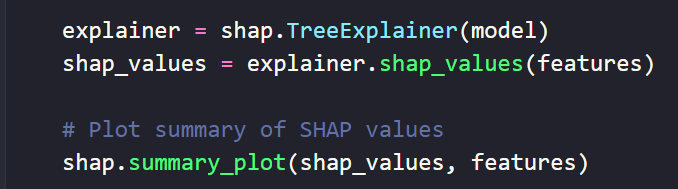 explainer = shap.TreeExplainer(model)
shap_values = explainer.shap_values(features)
# Plot summary of SHAP values
shap.summary_plot(shap_values, features)